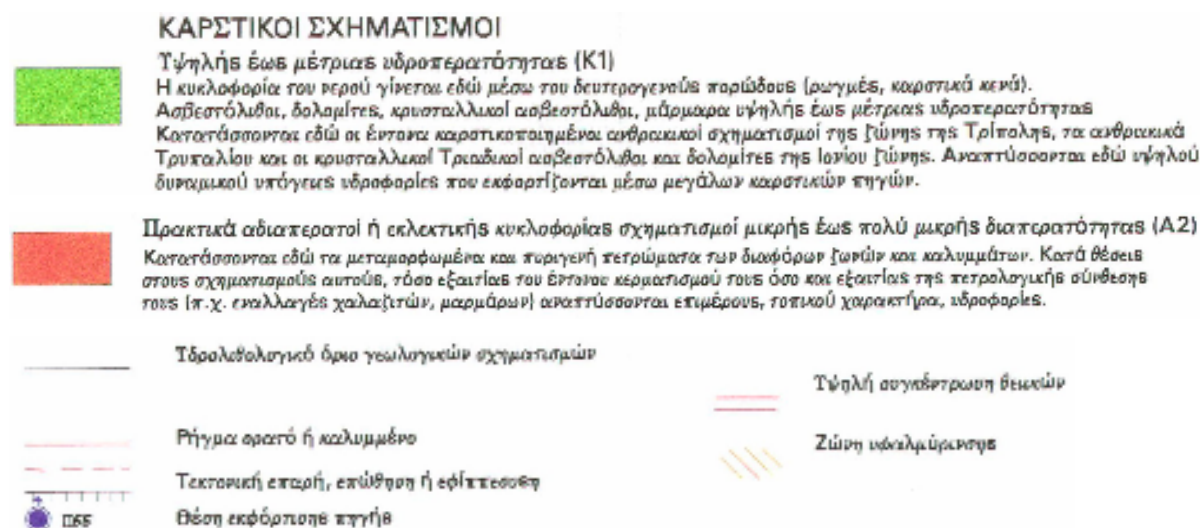 ΚΑΡΣΤΙΚΟΙ ΣΧΗΜΑΤΙΣΜΟΙ
Υψηλής έως μέτριας υδροπερατότητας (Κ1)
Η κυκλοφορία του νερού γίνεται εδώ μέσω του δευτερογενούς πορώδους (ρωγμές, καρστικά κενά).
Ασβεστόλιθοι, δολομίτες, κρυσταλλικοί ασβεστόλιθοι, μάρμαρα υψηλής έως μέτριας υδροπερατότητας
Κατατάσσονται εδώ οι έντονα καρστικοποιημένοι ανθρακικοί σχηματισμοί της ζώνης της Τρίπολης, τα ανθρακικά
Τρυπαλίου και οι κρυσταλλικοί Τριαδικοί ασβεστόλιθοι και δολομίτες της Ιονίου ζώνης. Αναπτύσσονται εδώ υψηλού
δυναμικού υπόγειες υδροφορίες που εκφορτίζονται μέσω μεγάλων καρστικών πηγών.
Πρακτικά αδιαπερατοί ή εκλεκτικής κυκλοφορίας σχηματισμοί μικρής έως πολύ μικρής διαπερατότητας (Α2)
Κατατάσσονται εδώ τα μεταμορφωμένα και πυριγενή πετρώματα των διαφόρων ζωνών και καλυμμάτων. Κατά θέσεις
στους σχηματισμούς αυτούς, τόσο εξαιτίας του έντονου κερματισμού τους όσο και εξαιτίας της πετρολογικής σύνθεσης
τους (π.χ. εναλλαγές χαλαζιτών, μαρμάρων) αναπτύσσονται επιμέρους, τοπικού χαρακτήρα, υδροφορίες.
Υδρολιθολογικό όριο γεωλογικών σχηματισμών
Υψηλή συγκέντρωση θειικών
Ρήγμα ορατό ή καλυμμένο
Ζώνη υφαλμύρινσης
Τεκτονική επαφή, επώθηση ή εφίππευση
Π55 Θέση εκφόρτισης πηγής